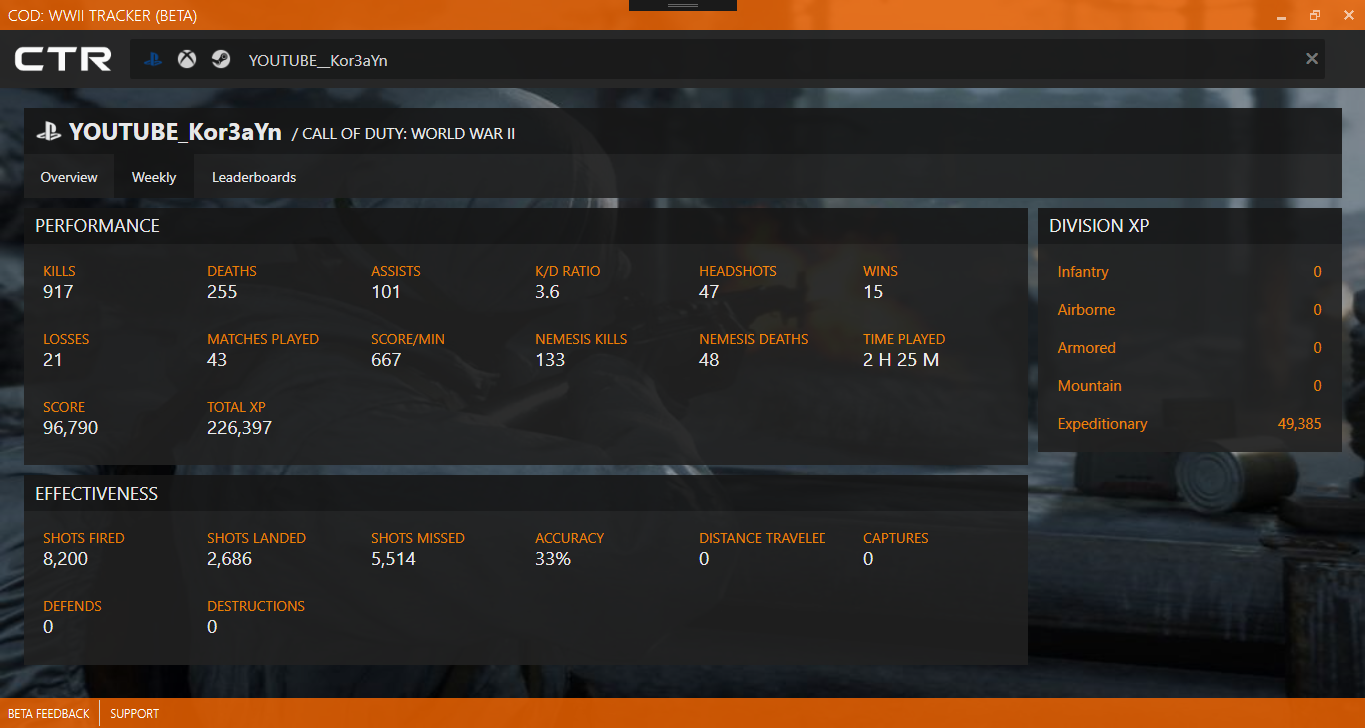 COD: WWII TRACKER (BETA)
CTR YOUTUBE__Kor3aYn
YOUTUBE_Kor3aYn / CALL OF DUTY: WORLD WAR II
Overview Weekly Leaderboards
PERFORMANCE
KILLS DEATHS ASSISTS K/D RATIO HEADSHOTS WINS
917 255 101 3.6 47 15
LOSSES MATCHES PLAYED SCORE/MIN NEMESIS KILLS NEMESIS DEATHS TIME PLAYED
21 43 667 133 48 2 H 25 M
SCORE TOTAL XP
96,790 226,397
DIVISION XP
Infantry 0
Airborne 0
Armored 0
Mountain 0
Expeditionary 49,385
EFFECTIVENESS
SHOTS FIRED SHOTS LANDED SHOTS MISSED ACCURACY DISTANCE TRAVELED CAPTURES
8,200 2,686 5,514 33% 0 0
DEFENDS DESTRUCTIONS
0 0
BETA FEEDBACK SUPPORT